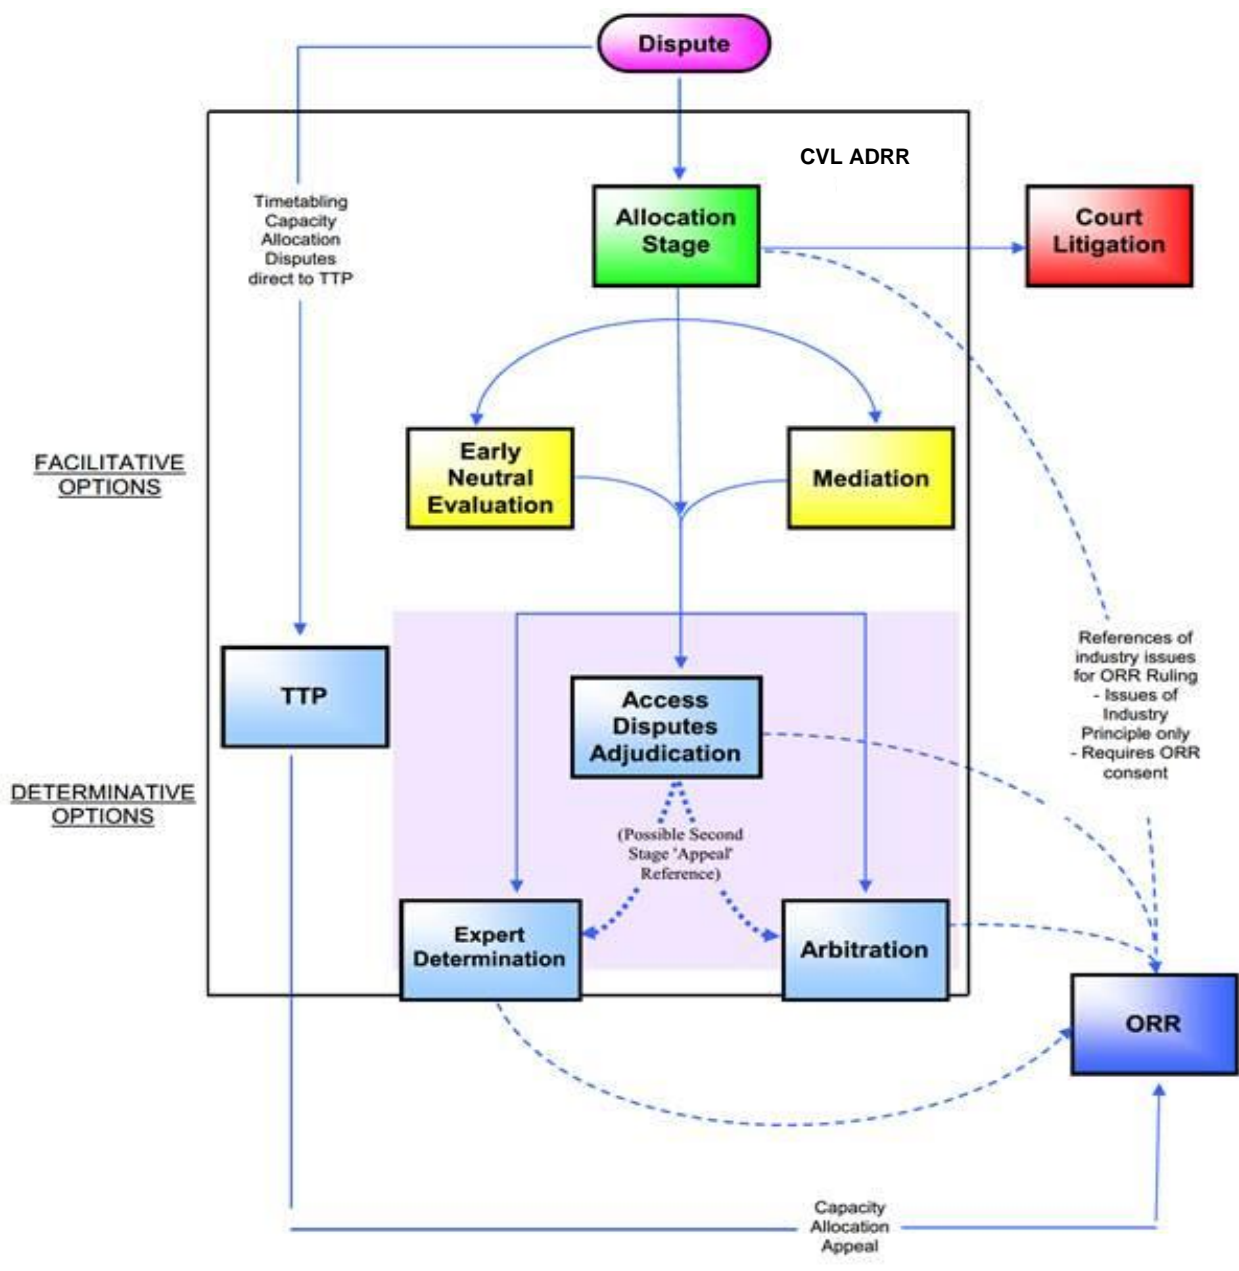 Dispute
CVL ADRR
Timetabling
Capacity
Allocation
Disputes
direct to TTP
Allocation
Stage
Court
Litigation
FACILITATIVE
OPTIONS
Early
Neutral
Evaluation
Mediation
References of
industry issues
for ORR Ruling
- Issues of
Industry
Principle only
- Requires ORR
consent
TTP
Access
Disputes
Adjudication
DETERMINATIVE
OPTIONS
(Possible Second
Stage 'Appeal'
Reference)
Expert
Determination
Arbitration
ORR
Capacity
Allocation
Appeal